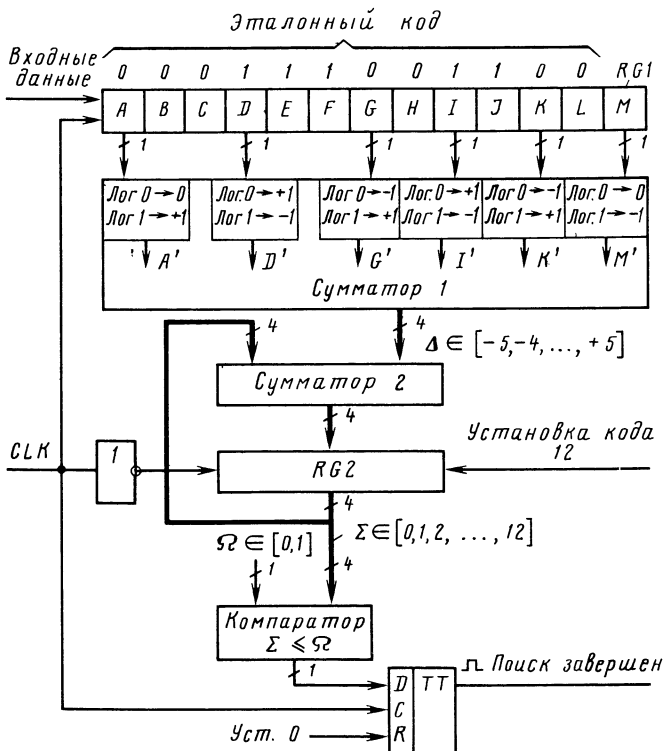 Эталонный код
Входные данные
0 0 0 1 1 1 0 0 1 1 0 0 RG1
A B C D E F G H I J K L M
1 1 1 1 1 1
Лог 0→0 Лог.0→+1 Лог.0→-1 Лог.0→+1 Лог.0→-1 Лог.0→0
Лог 1→+1 Лог 1→-1 Лог1→+1 Лог 1→-1 Лог1→+1 Лог.1→-1
A' D' G' I' K' M'
Сумматор 1
4 4 Δ ∈ [-5,-4, ..., +5]
Сумматор 2
4
CLK
Установка кода
12
1
RG2
4
Ω ∈ [0,1] Σ ∈ [0,1,2, ..., 12]
1 4
Компаратор
Σ ⩽ Ω
1
Поиск завершен
D TT
C
Уст. 0 R